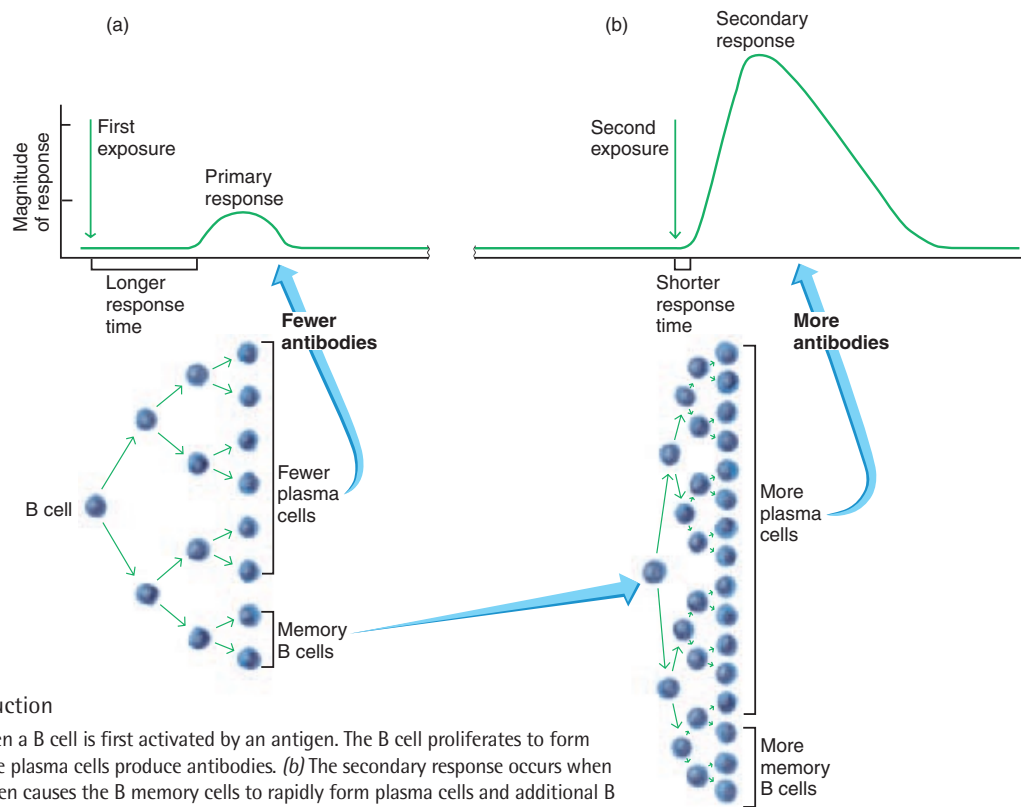 (a)
First
exposure
Magnitude
of response
Primary
response
Longer
response
time
Fewer
antibodies
B cell
Fewer
plasma
cells
Memory
B cells
(b)
Secondary
response
Second
exposure
Shorter
response
time
More
antibodies
More
plasma
cells
More
memory
B cells
uction
en a B cell is first activated by an antigen. The B cell proliferates to form
e plasma cells produce antibodies. (b) The secondary response occurs when
en causes the B memory cells to rapidly form plasma cells and additional B